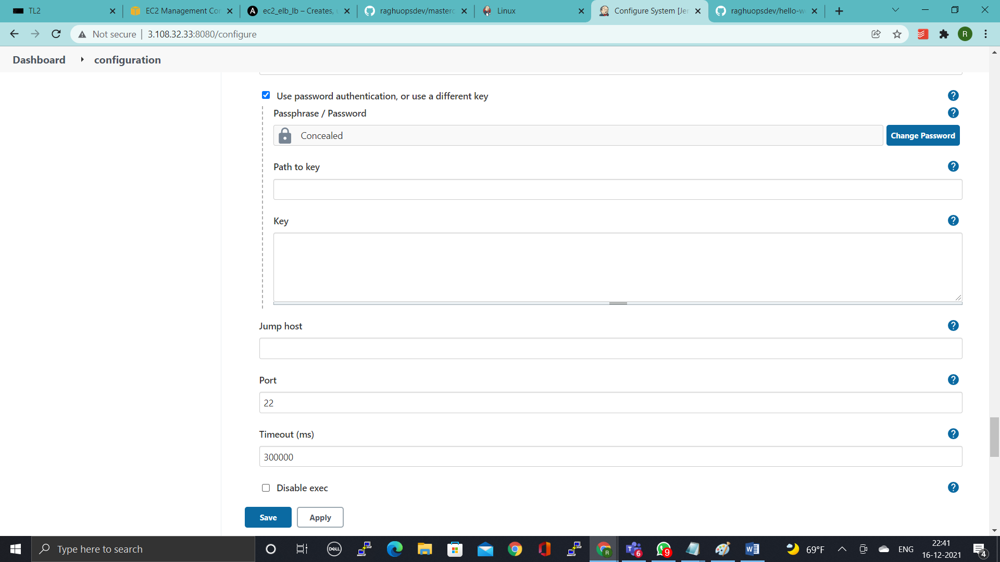 TL2
EC2 Management Co
ec2_elb_lb – Creates,
raghuopsdev/masterc
Linux
Configure System [Je
raghuopsdev/hello-w
Not secure
3.108.32.33:8080/configure
R
Dashboard
configuration
Use password authentication, or use a different key
?
Passphrase / Password
?
Concealed
Change Password
Path to key
?
Key
?
Jump host
?
Port
?
22
Timeout (ms)
?
300000
Disable exec
?
Save
Apply
Type here to search
DELL
R
T
6
9
W
69°F
ENG
22:41
16-12-2021
4